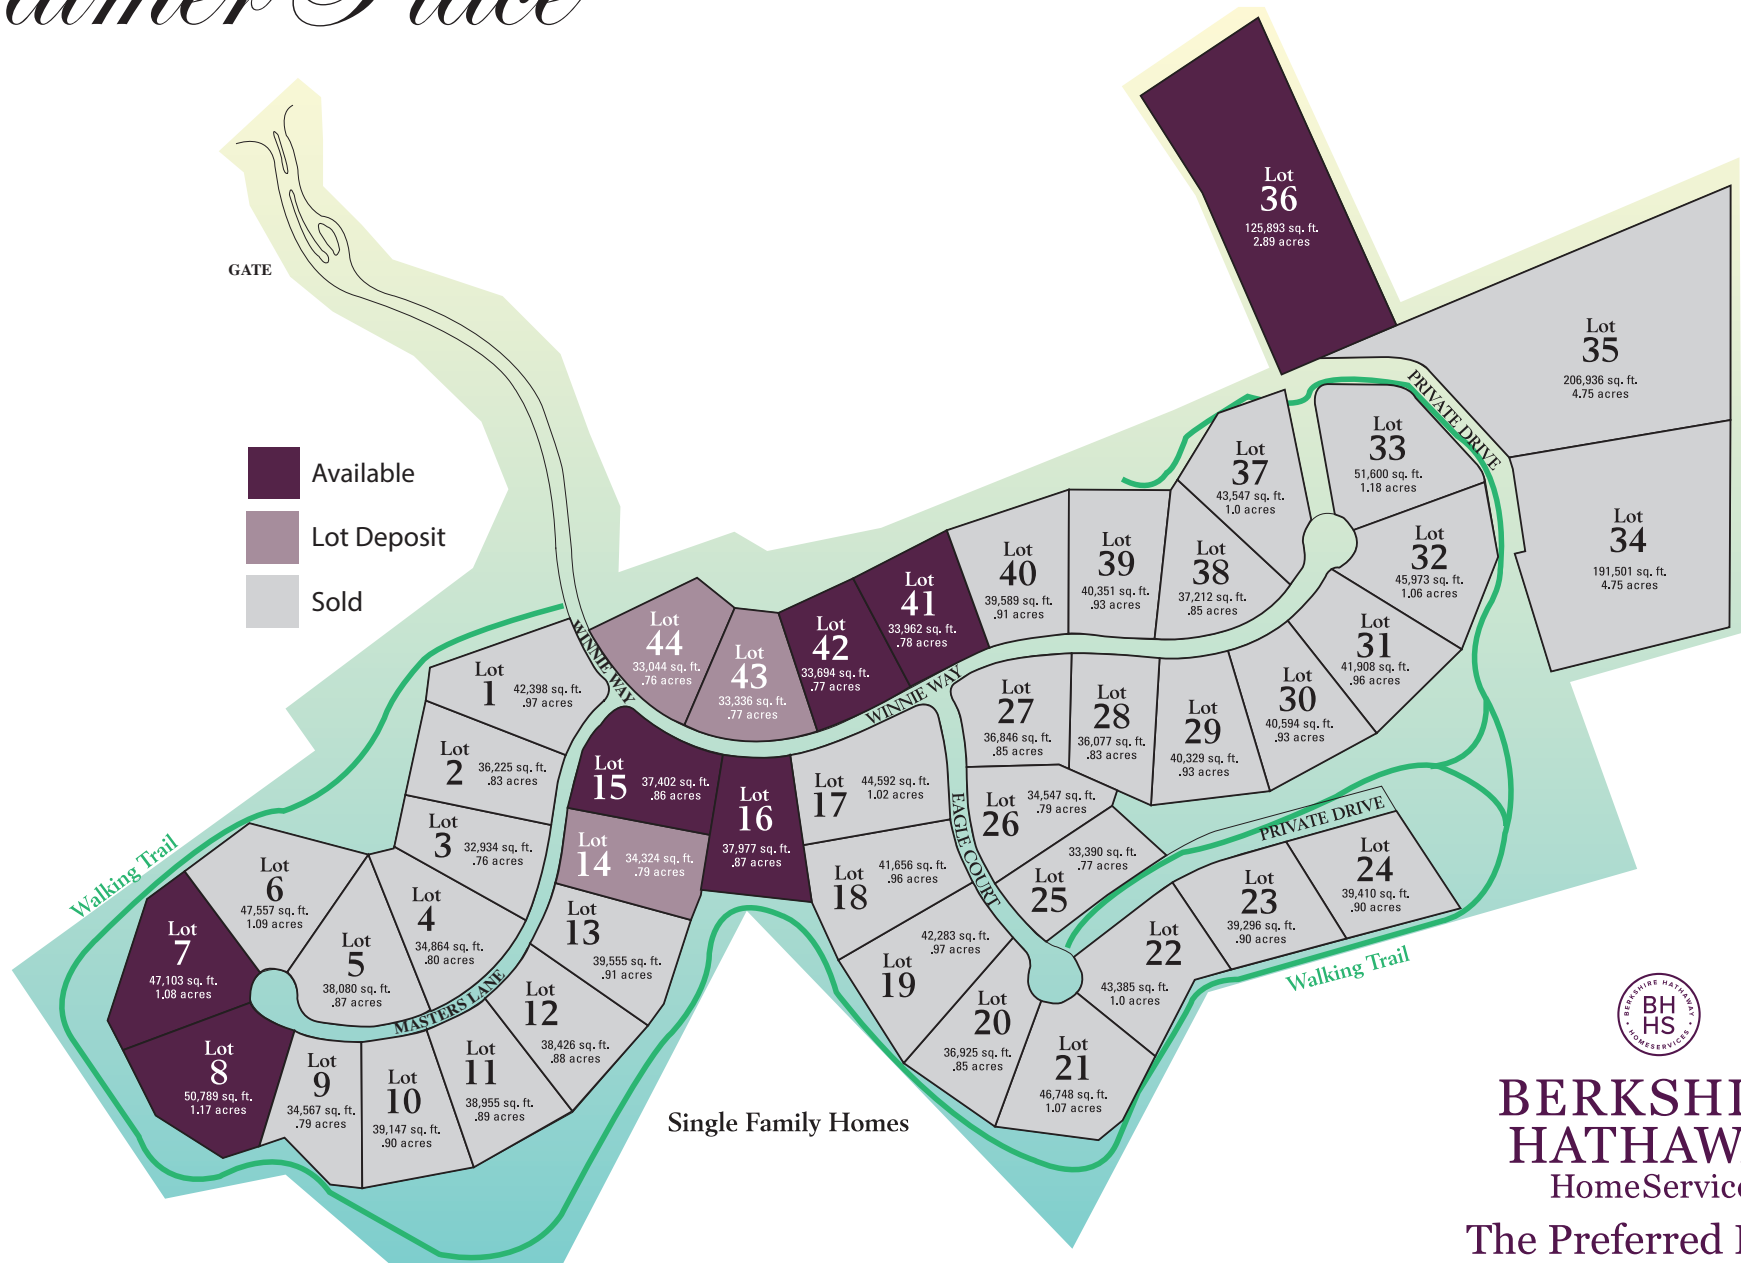 Place
GATE
Available
Lot Deposit
Sold
Lot
36
125,893 sq. ft.
2.89 acres
Lot
35
206,936 sq. ft.
4.75 acres
Lot
34
191,501 sq. ft.
4.75 acres
PRIVATE DRIVE
Lot
33
51,600 sq. ft.
1.18 acres
Lot
37
43,547 sq. ft.
1.0 acres
Lot
32
45,973 sq. ft.
1.06 acres
Lot
38
37,212 sq. ft.
.85 acres
Lot
39
40,351 sq. ft.
.93 acres
Lot
40
39,589 sq. ft.
.91 acres
Lot
41
33,962 sq. ft.
.78 acres
Lot
42
33,694 sq. ft.
.77 acres
Lot
43
33,336 sq. ft.
.77 acres
Lot
44
33,044 sq. ft.
.76 acres
WINNIE WAY
WINNIE WAY
Lot
31
41,908 sq. ft.
.96 acres
Lot
30
40,594 sq. ft.
.93 acres
Lot
29
40,329 sq. ft.
.93 acres
Lot
28
36,077 sq. ft.
.83 acres
Lot
27
36,846 sq. ft.
.85 acres
Lot
1
42,398 sq. ft.
.97 acres
Lot
2
36,225 sq. ft.
.83 acres
Lot
3
32,934 sq. ft.
.76 acres
Lot
4
34,864 sq. ft.
.80 acres
Lot
5
38,080 sq. ft.
.87 acres
Lot
6
47,557 sq. ft.
1.09 acres
Lot
7
47,103 sq. ft.
1.08 acres
Lot
8
50,789 sq. ft.
1.17 acres
Lot
9
34,567 sq. ft.
.79 acres
Lot
10
39,147 sq. ft.
.90 acres
Lot
11
38,955 sq. ft.
.89 acres
Lot
12
38,426 sq. ft.
.88 acres
Lot
13
39,555 sq. ft.
.91 acres
Lot
14
34,324 sq. ft.
.79 acres
Lot
15
37,402 sq. ft.
.86 acres
Lot
16
37,977 sq. ft.
.87 acres
Lot
17
44,592 sq. ft.
1.02 acres
Lot
18
41,656 sq. ft.
.96 acres
Lot
19
42,283 sq. ft.
.97 acres
Lot
20
36,925 sq. ft.
.85 acres
Lot
21
46,748 sq. ft.
1.07 acres
Lot
22
43,385 sq. ft.
1.0 acres
Lot
23
39,296 sq. ft.
.90 acres
Lot
24
39,410 sq. ft.
.90 acres
Lot
25
33,390 sq. ft.
.77 acres
Lot
26
34,547 sq. ft.
.79 acres
EAGLE COURT
PRIVATE DRIVE
MASTERS LANE
Walking Trail
Walking Trail
Single Family Homes
BERKSHIRE HATHAWAY
HOMESERVICES
BH
HS
BERKSHI
HATHAW
HomeService
The Preferred